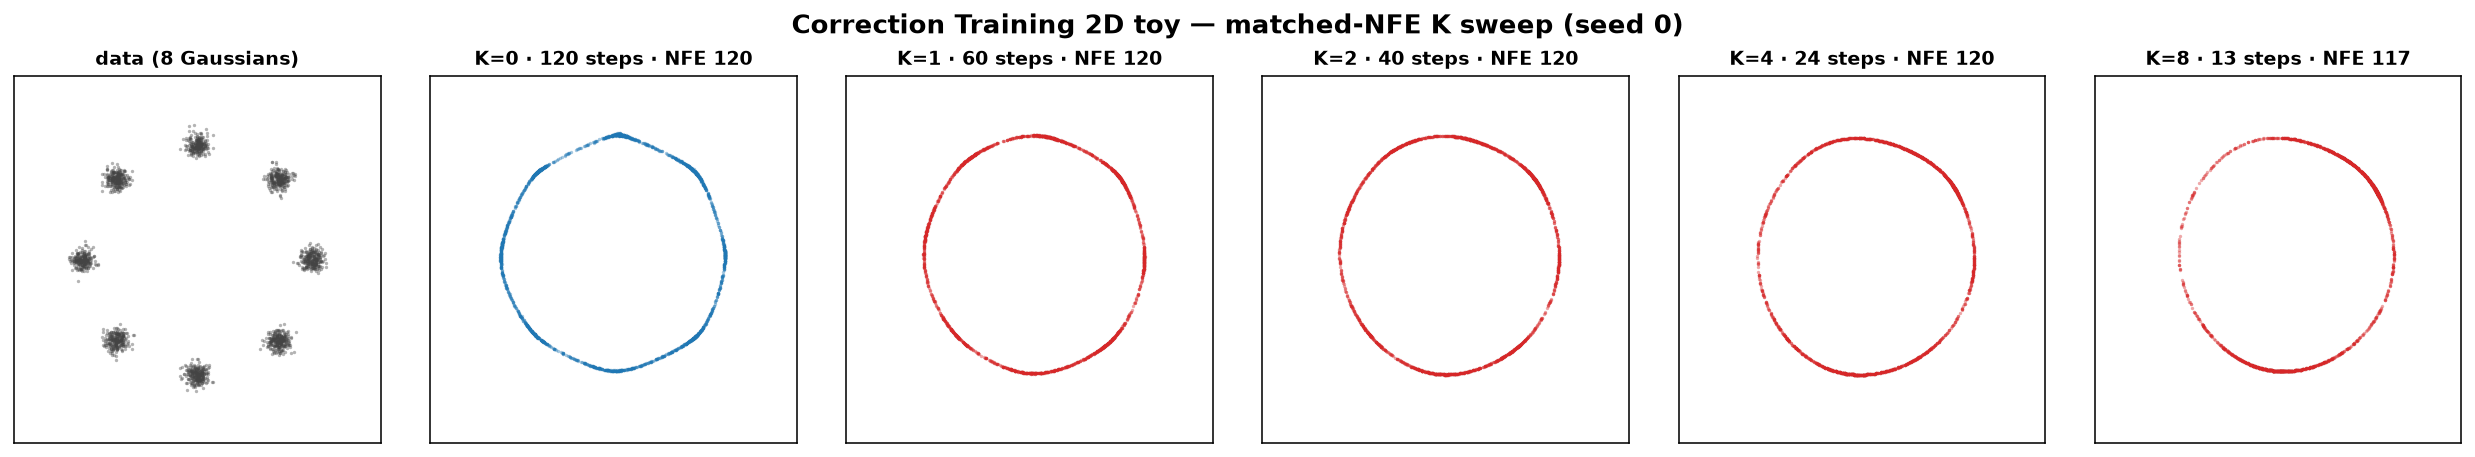 Correction Training 2D toy — matched-NFE K sweep (seed 0)
data (8 Gaussians)
K=0 · 120 steps · NFE 120
K=1 · 60 steps · NFE 120
K=2 · 40 steps · NFE 120
K=4 · 24 steps · NFE 120
K=8 · 13 steps · NFE 117